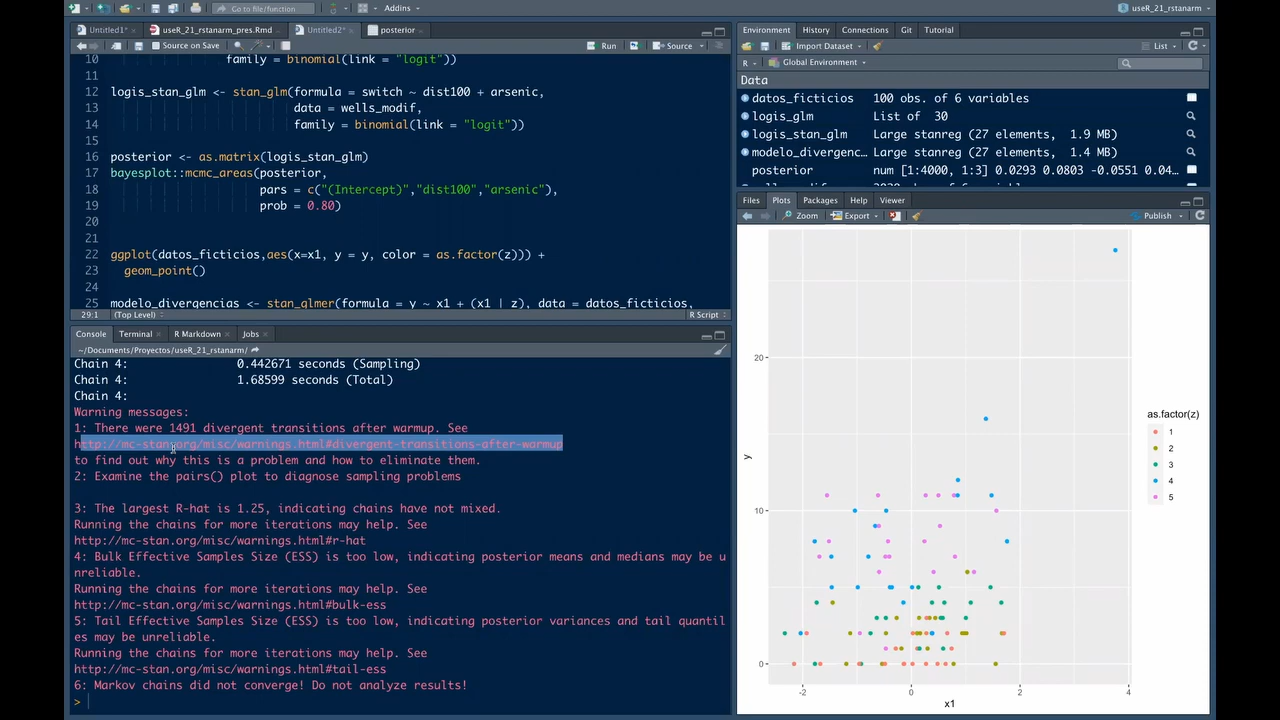 Go to file/function
Addins
useR_21_rstanarm
Untitled1*
useR_21_rstanarm_pres.Rmd
Untitled2*
posterior
Source on Save
Run
Source
10 family = binomial(link = "logit"))
11
12 logis_stan_glm <- stan_glm(formula = switch ~ dist100 + arsenic,
13 data = wells_modif,
14 family = binomial(link = "logit"))
15
16 posterior <- as.matrix(logis_stan_glm)
17 bayesplot::mcmc_areas(posterior,
18 pars = c("(Intercept)","dist100","arsenic"),
19 prob = 0.80)
20
21
22 ggplot(datos_ficticios,aes(x=x1, y = y, color = as.factor(z))) +
23 geom_point()
24
25 modelo_divergencias <- stan_glmer(formula = y ~ x1 + (x1 | z), data = datos_ficticios,
29:1 (Top Level) R Script
Console Terminal R Markdown Jobs
~/Documents/Proyectos/useR_21_rstanarm/
Chain 4: 0.442671 seconds (Sampling)
Chain 4: 1.68599 seconds (Total)
Chain 4:
Warning messages:
1: There were 1491 divergent transitions after warmup. See
http://mc-stan.org/misc/warnings.html#divergent-transitions-after-warmup
to find out why this is a problem and how to eliminate them.
2: Examine the pairs() plot to diagnose sampling problems
3: The largest R-hat is 1.25, indicating chains have not mixed.
Running the chains for more iterations may help. See
http://mc-stan.org/misc/warnings.html#r-hat
4: Bulk Effective Samples Size (ESS) is too low, indicating posterior means and medians may be u
nreliable.
Running the chains for more iterations may help. See
http://mc-stan.org/misc/warnings.html#bulk-ess
5: Tail Effective Samples Size (ESS) is too low, indicating posterior variances and tail quantil
es may be unreliable.
Running the chains for more iterations may help. See
http://mc-stan.org/misc/warnings.html#tail-ess
6: Markov chains did not converge! Do not analyze results!
>
Environment History Connections Git Tutorial
Import Dataset List
R Global Environment
Data
datos_ficticios 100 obs. of 6 variables
logis_glm List of 30
logis_stan_glm Large stanreg (27 elements, 1.9 MB)
modelo_divergenc… Large stanreg (27 elements, 1.4 MB)
posterior num [1:4000, 1:3] 0.0293 0.0803 -0.0551 0.04…
Files Plots Packages Help Viewer
Zoom Export Publish
20
10
0
y
-2 0 2 4
x1
as.factor(z)
1
2
3
4
5